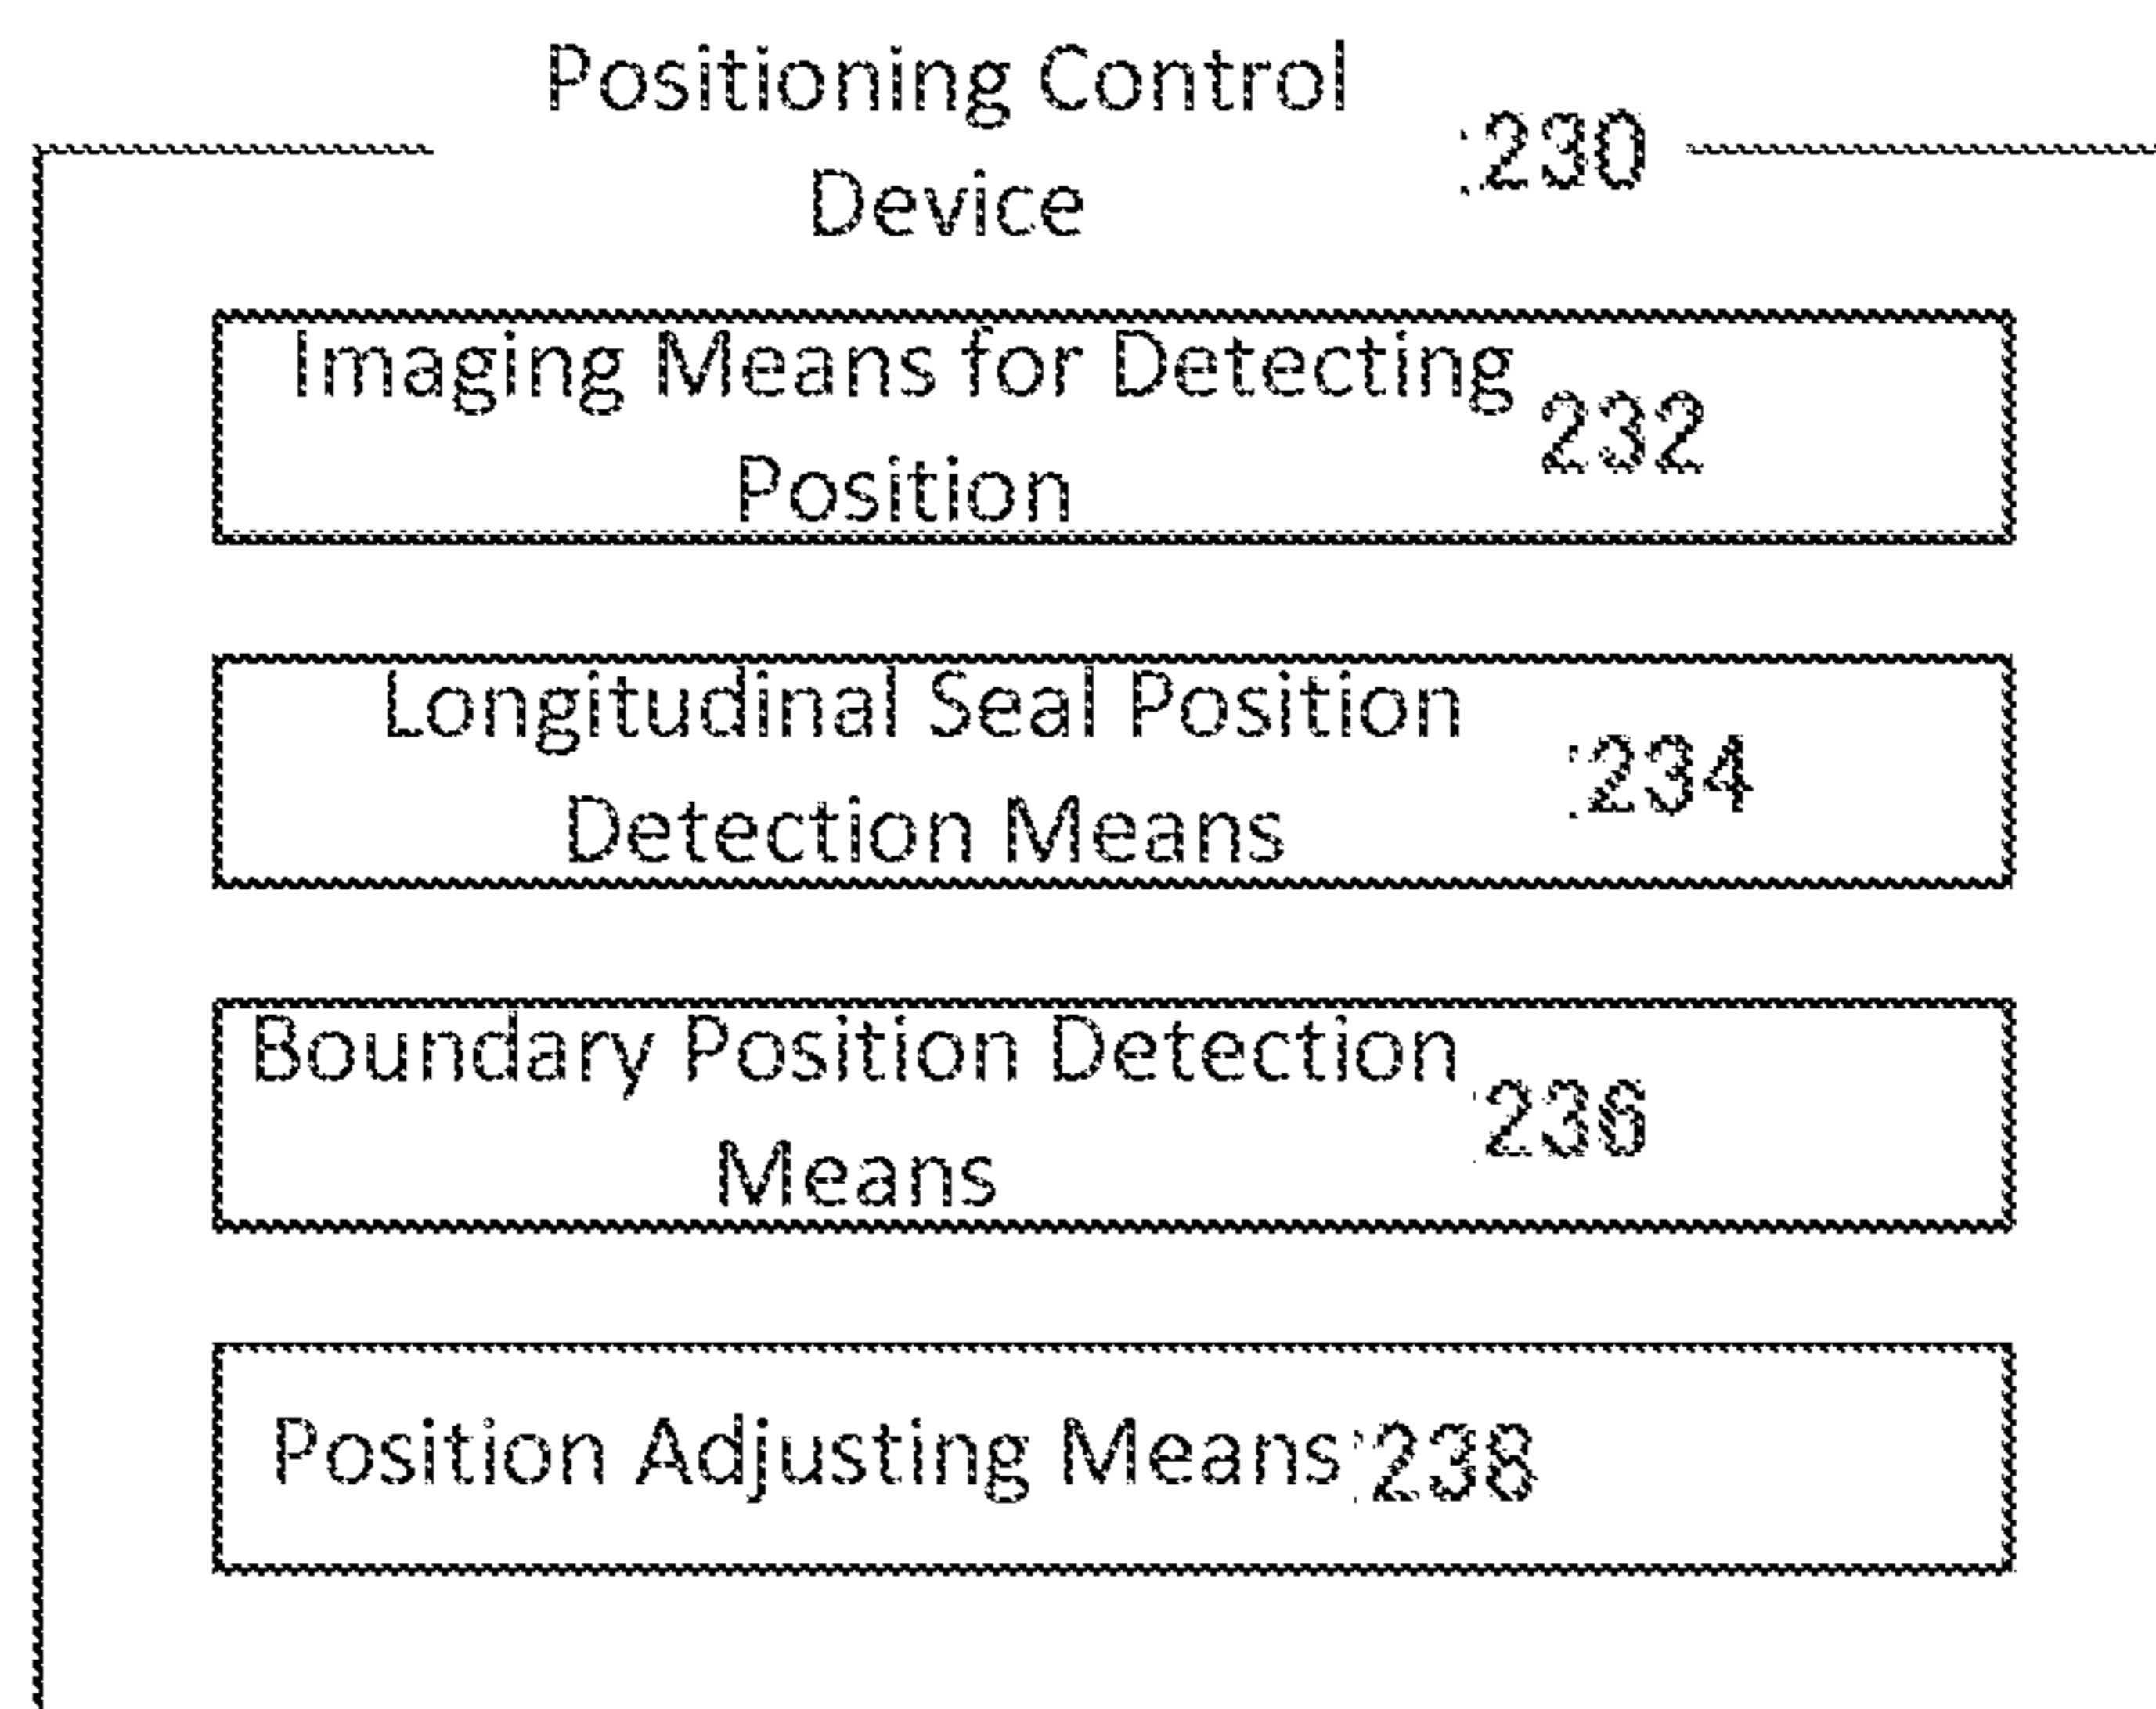 Positioning Control
Device
230
Imaging Means for Detecting
Position
232
Longitudinal Seal Position
Detection Means
234
Boundary Position Detection
Means
236
Position Adjusting Means 238